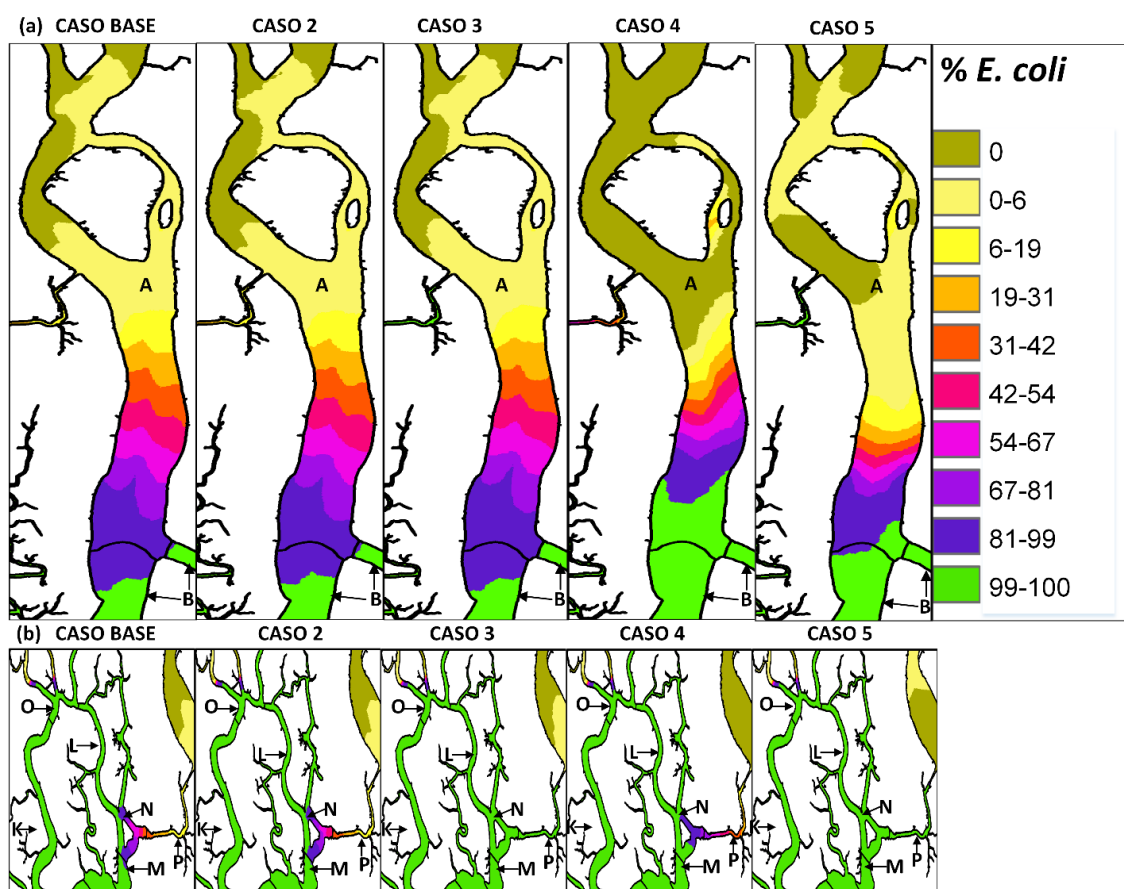 (a) CASO BASE CASO 2 CASO 3 CASO 4 CASO 5
% E. coli
0
0-6
6-19
19-31
31-42
42-54
54-67
67-81
81-99
99-100
A A A A A
B B B B B
(b) CASO BASE CASO 2 CASO 3 CASO 4 CASO 5
O O O O O
L L L L L
N N N N N
K K K K K
P P P P P
M M M M M